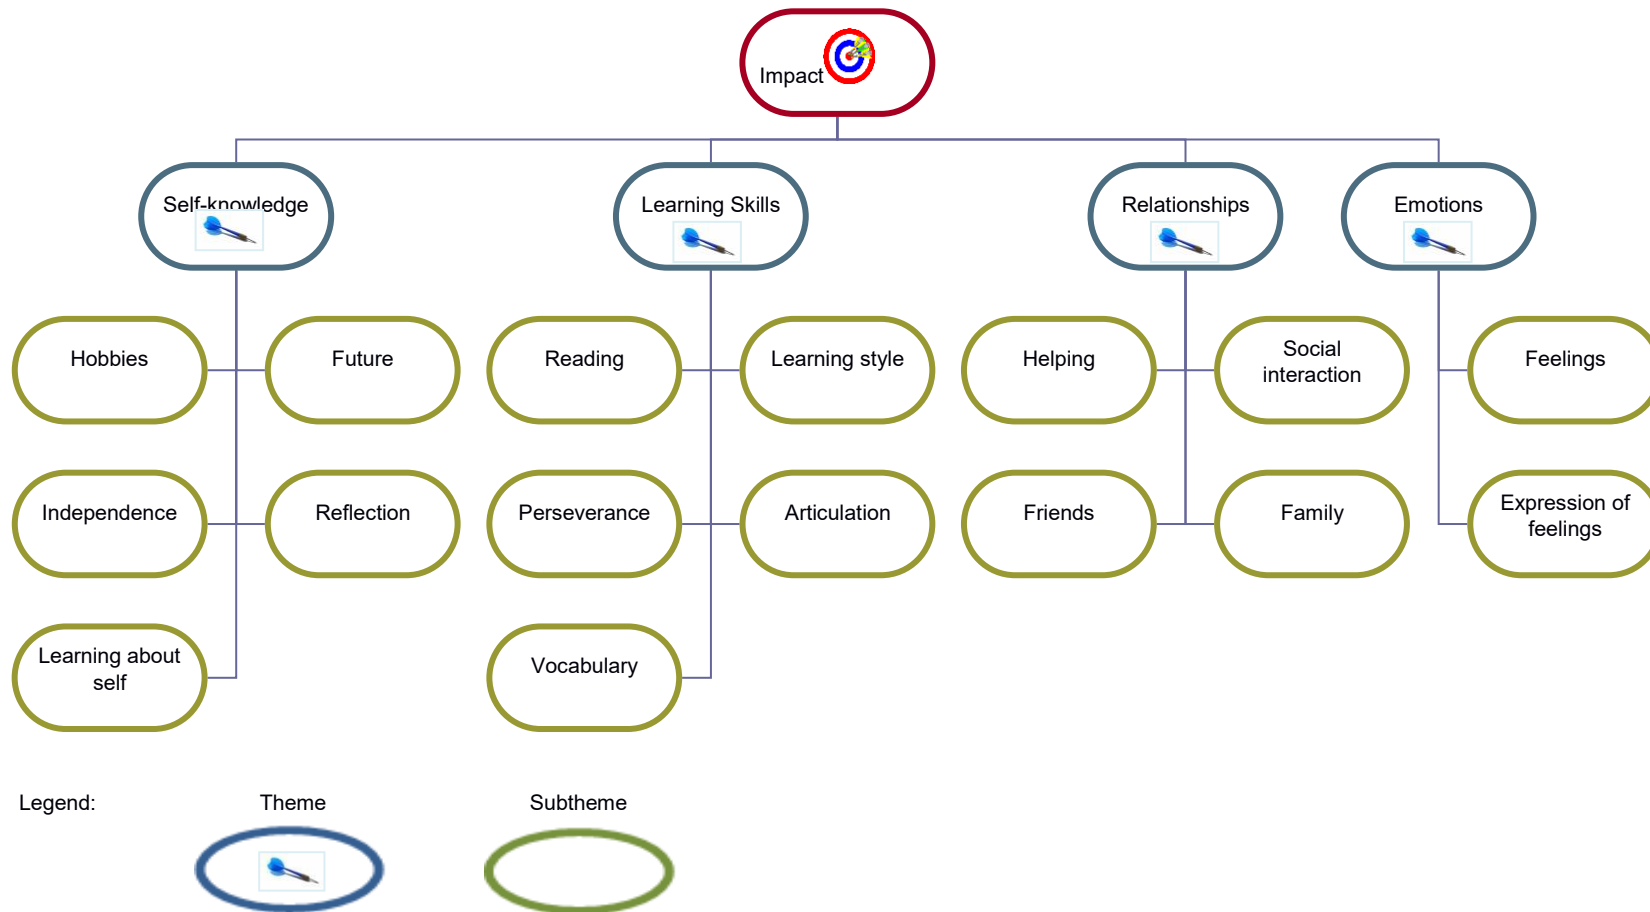 Impact
Self-knowledge
Learning Skills
Relationships
Emotions
Hobbies
Future
Reading
Learning style
Helping
Social
interaction
Feelings
Independence
Reflection
Perseverance
Articulation
Friends
Family
Expression of
feelings
Learning about
self
Vocabulary
Legend:
Theme
Subtheme